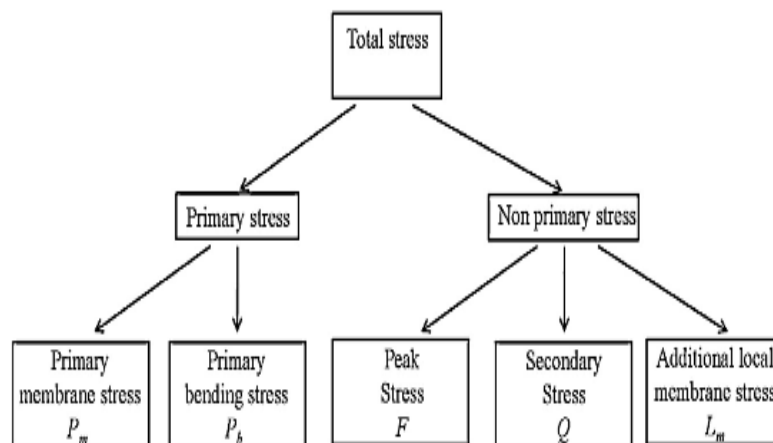 Total stress
Primary stress
Non primary stress
Primary
membrane stress
P_m
Primary
bending stress
P_b
Peak
Stress
F
Secondary
Stress
Q
Additional local
membrane stress
L_m